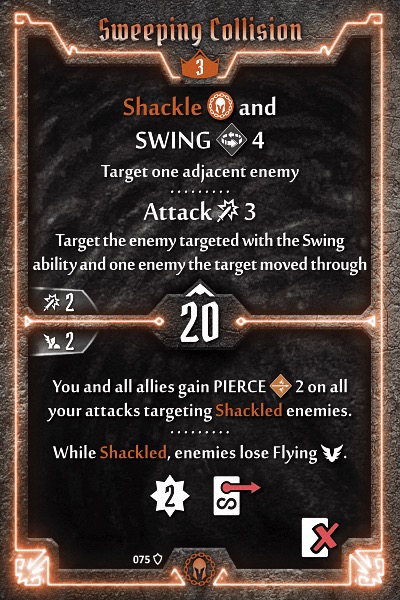 Sweeping Collision
3
Shackle and
SWING 4
Target one adjacent enemy
Attack 3
Target the enemy targeted with the Swing
ability and one enemy the target moved through
2
20
2
You and all allies gain PIERCE 2 on all
your attacks targeting Shackled enemies.
While Shackled, enemies lose Flying .
2
S
075